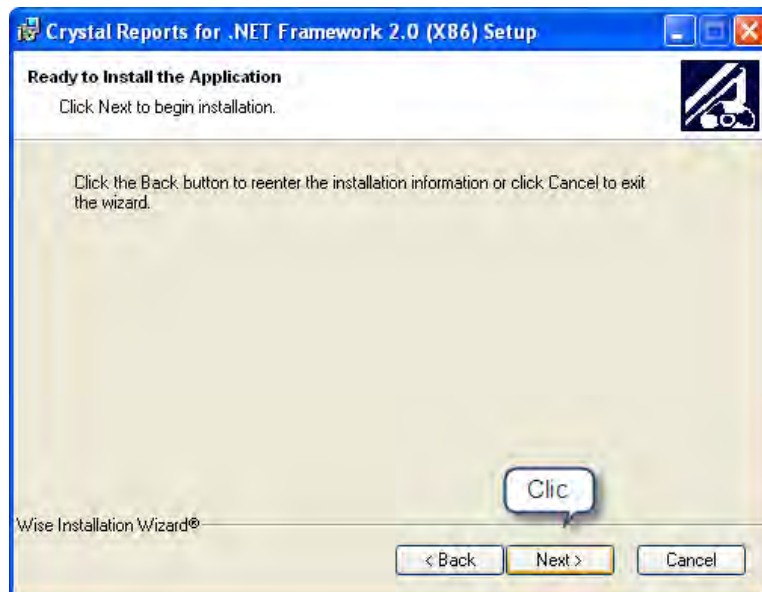 Crystal Reports for .NET Framework 2.0 (X86) Setup
Ready to Install the Application
Click Next to begin installation.
Click the Back button to reenter the installation information or click Cancel to exit
the wizard.
Clic
Wise Installation Wizard®
< Back Next > Cancel